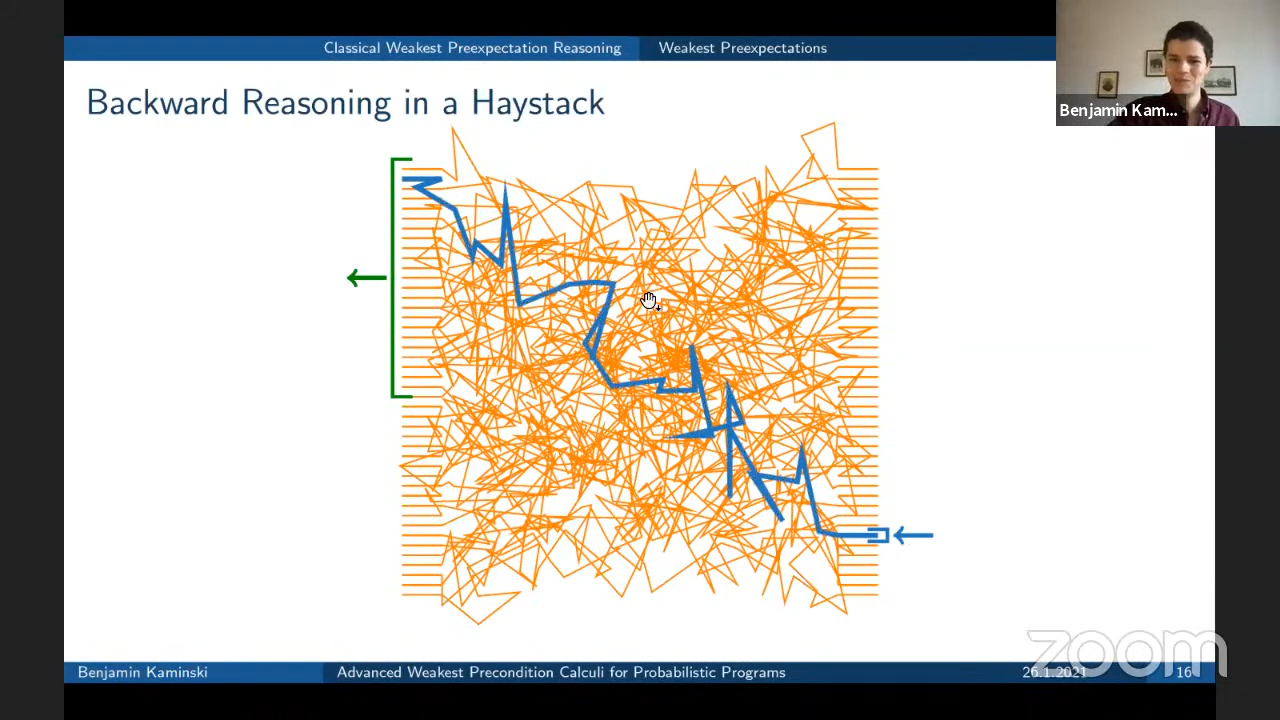 Classical Weakest Preexpectation Reasoning Weakest Preexpectations
Backward Reasoning in a Haystack
Benjamin Kam...
Benjamin Kaminski Advanced Weakest Precondition Calculi for Probabilistic Programs 26.1.2021 16
zoom